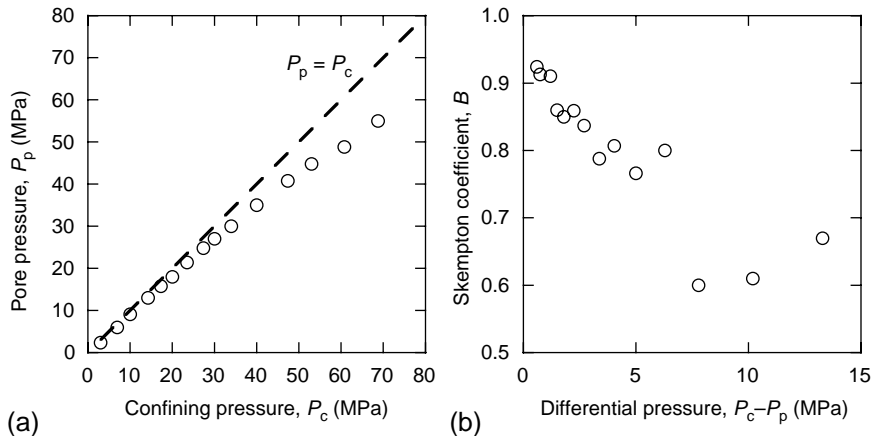 80
70
60
50
40
30
20
10
0
0 10 20 30 40 50 60 70 80
Pore pressure, Pp (MPa)
Pp = Pc
Confining pressure, Pc (MPa)
(a)
1.0
0.9
0.8
0.7
0.6
0.5
0 5 10 15
Skempton coefficient, B
Differential pressure, Pc–Pp (MPa)
(b)